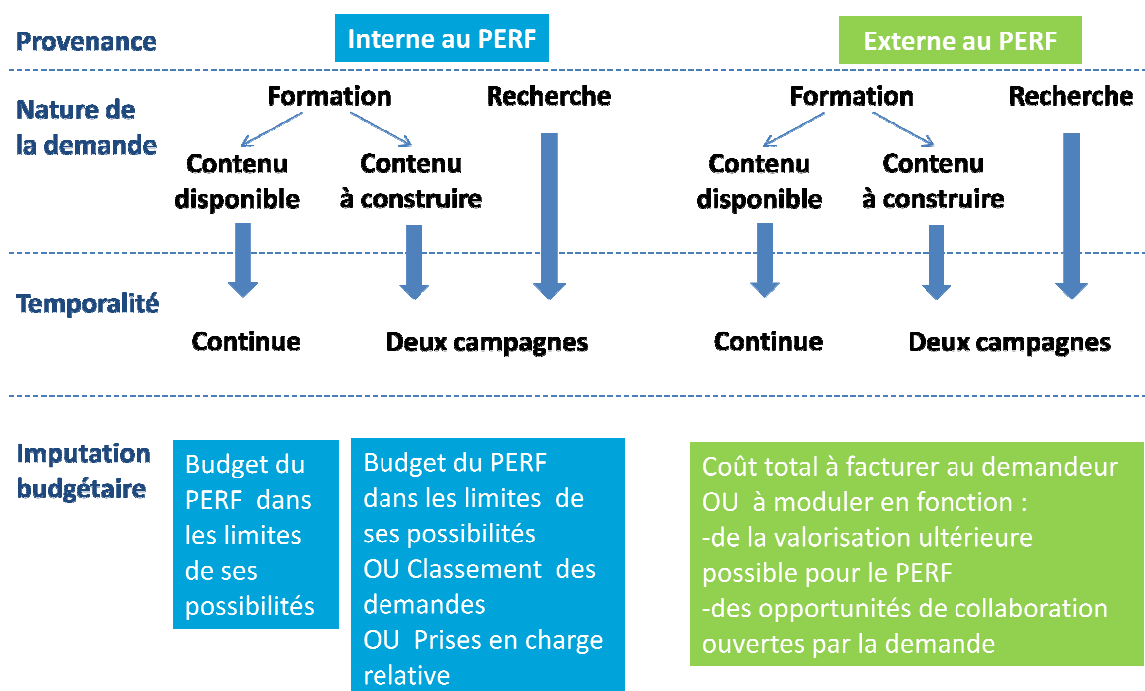 Provenance
Interne au PERF
Externe au PERF
Nature de
la demande
Formation
Recherche
Contenu
disponible
Contenu
à construire
Formation
Recherche
Contenu
disponible
Contenu
à construire
Temporalité
Continue
Deux campagnes
Continue
Deux campagnes
Imputation
budgétaire
Budget du
PERF dans
les limites
de ses
possibilités
Budget du PERF
dans les limites de
ses possibilités
OU Classement des
demandes
OU Prises en charge
relative
Coût total à facturer au demandeur
OU à moduler en fonction :
-de la valorisation ultérieure
possible pour le PERF
-des opportunités de collaboration
ouvertes par la demande